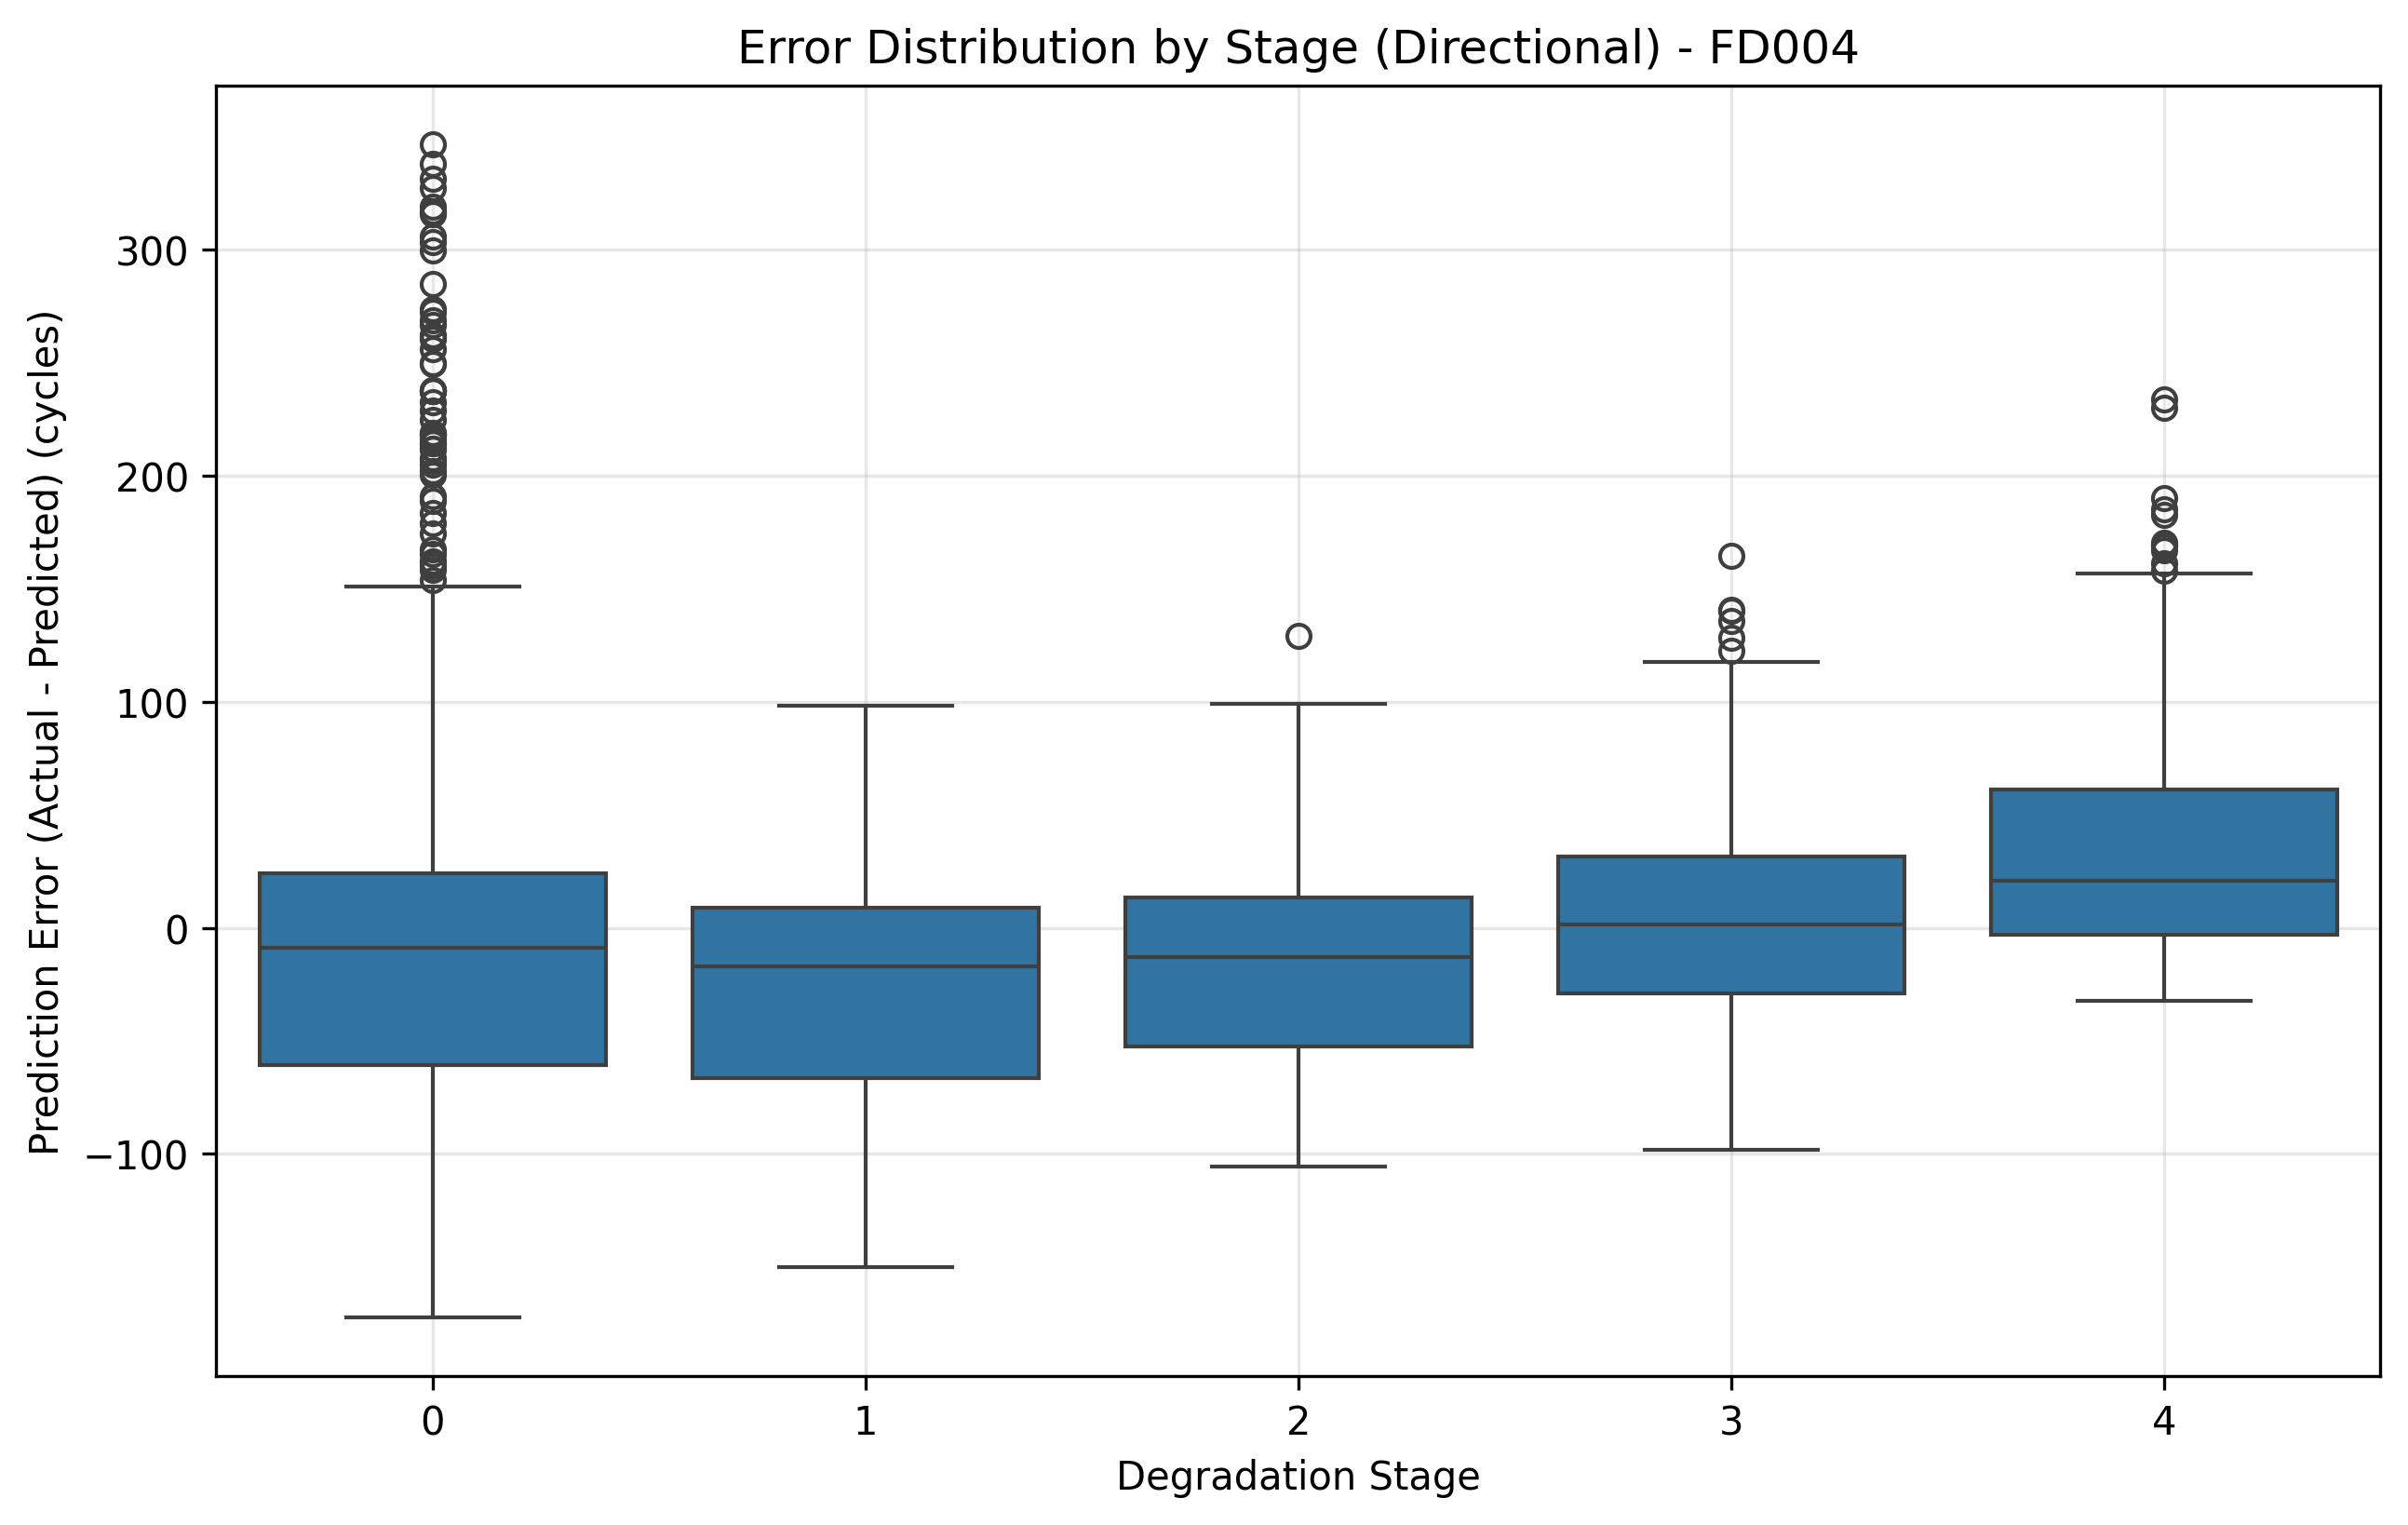 Error Distribution by Stage (Directional) - FD004
Prediction Error (Actual - Predicted) (cycles)
300
200
100
0
−100
0 1 2 3 4
Degradation Stage